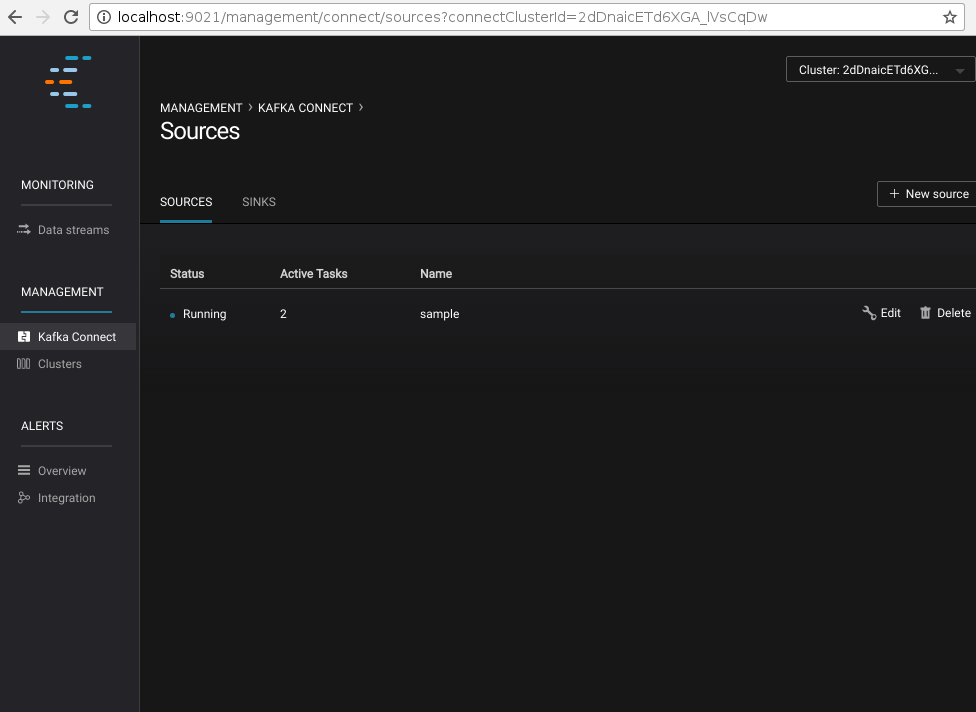 localhost:9021/management/connect/sources?connectClusterId=2dDnaicETd6XGA_lVsCqDw
Cluster: 2dDnaicETd6XG...
MANAGEMENT › KAFKA CONNECT ›
Sources
MONITORING
Data streams
MANAGEMENT
Kafka Connect
Clusters
ALERTS
Overview
Integration
SOURCES SINKS
+ New source
Status Active Tasks Name
Running 2 sample Edit Delete